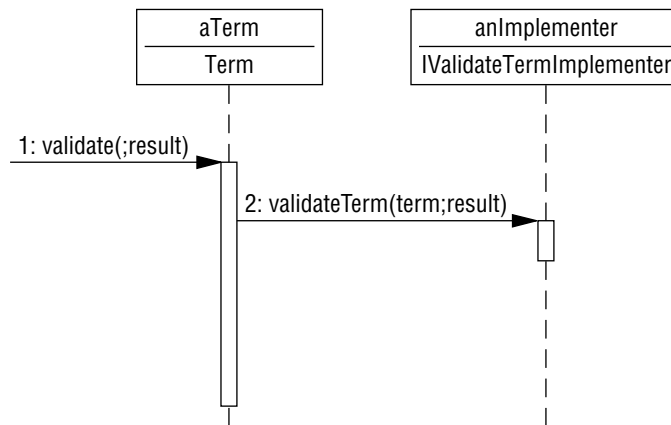 aTerm
Term
anImplementer
IValidateTermImplementer
1: validate(;result)
2: validateTerm(term;result)